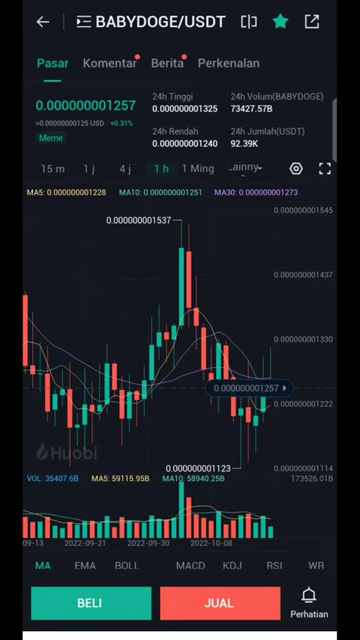 BABYDOGE/USDT
Pasar Komentar Berita Perkenalan
0.000000001257
≈0.00000000125 USD +0.31%
Meme
24h Tinggi
0.000000001325
24h Volum(BABYDOGE)
73427.57B
24h Rendah
0.000000001240
24h Jumlah(USDT)
92.39K
15 m 1 j 4 j 1 h 1 Ming Lainny
MA5: 0.000000001228 MA10: 0.000000001251 MA30: 0.000000001273
0.000000001545
0.000000001537
0.000000001437
0.000000001330
0.000000001257
0.000000001222
Huobi
0.000000001123
0.000000001114
VOL: 35407.6B MA5: 59115.95B MA10: 58940.25B 173526.01B
09-13 2022-09-21 2022-09-30 2022-10-08
MA EMA BOLL MACD KDJ RSI WR
BELI JUAL Perhatian